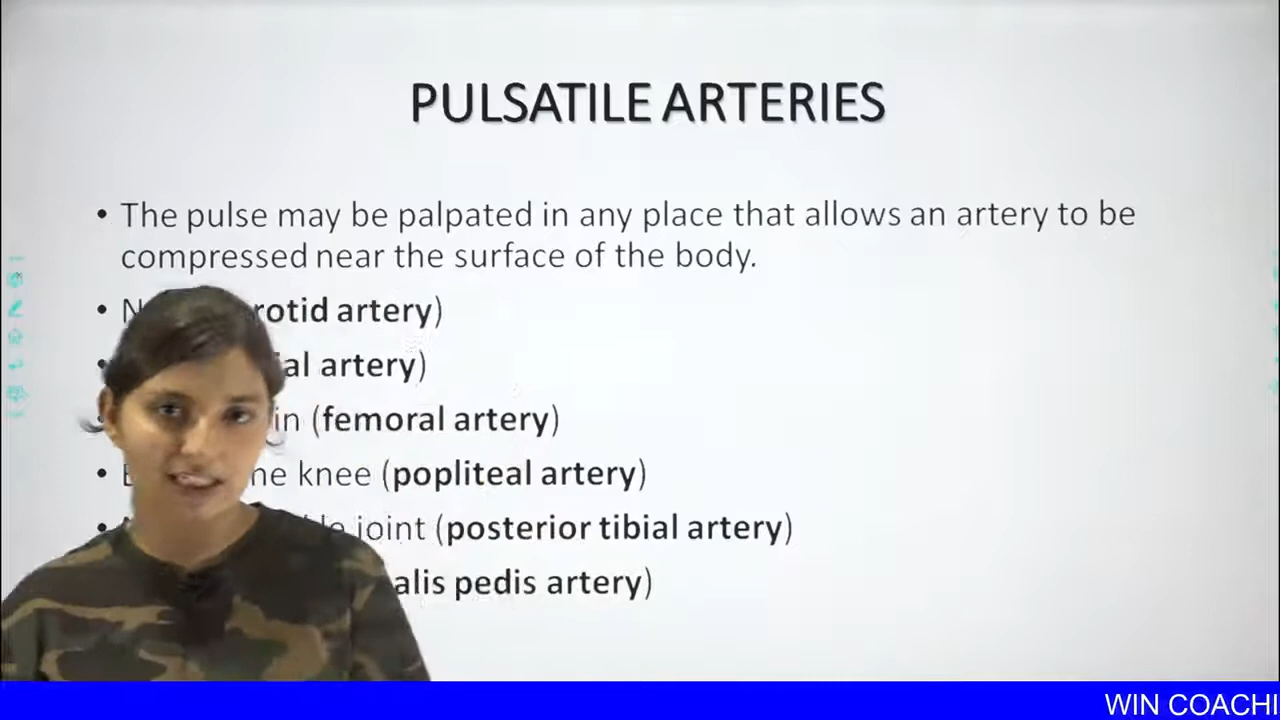 PULSATILE ARTERIES
• The pulse may be palpated in any place that allows an artery to be
compressed near the surface of the body.
• rotid artery)
• al artery)
in (femoral artery)
• ne knee (popliteal artery)
• joint (posterior tibial artery)
alis pedis artery)
WIN COACHI